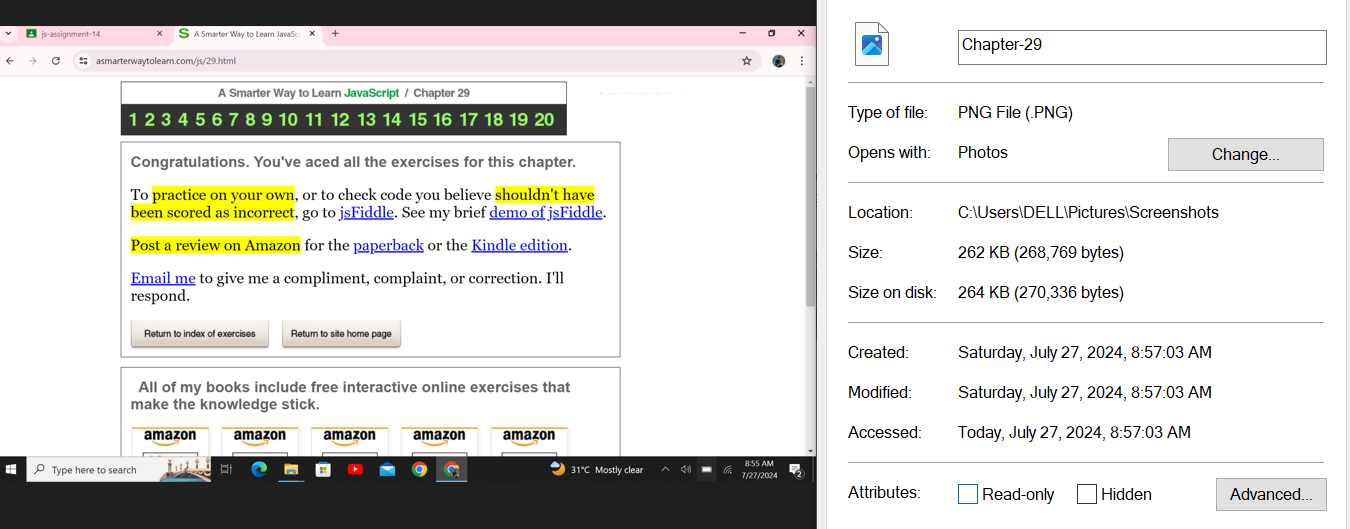 js-assignment-14
A Smarter Way to Learn JavaSc
asmarterwaytolearn.com/js/29.html
A Smarter Way to Learn JavaScript / Chapter 29
1 2 3 4 5 6 7 8 9 10 11 12 13 14 15 16 17 18 19 20
Congratulations. You've aced all the exercises for this chapter.
To practice on your own, or to check code you believe shouldn't have
been scored as incorrect, go to jsFiddle. See my brief demo of jsFiddle.
Post a review on Amazon for the paperback or the Kindle edition.
Email me to give me a compliment, complaint, or correction. I'll
respond.
Return to index of exercises
Return to site home page
All of my books include free interactive online exercises that
make the knowledge stick.
amazon amazon amazon amazon amazon
Type here to search
31°C Mostly clear
8:55 AM
7/27/2024
2
Chapter-29
Type of file: PNG File (.PNG)
Opens with: Photos
Change...
Location: C:\Users\DELL\Pictures\Screenshots
Size: 262 KB (268,769 bytes)
Size on disk: 264 KB (270,336 bytes)
Created: Saturday, July 27, 2024, 8:57:03 AM
Modified: Saturday, July 27, 2024, 8:57:03 AM
Accessed: Today, July 27, 2024, 8:57:03 AM
Attributes: Read-only Hidden
Advanced...